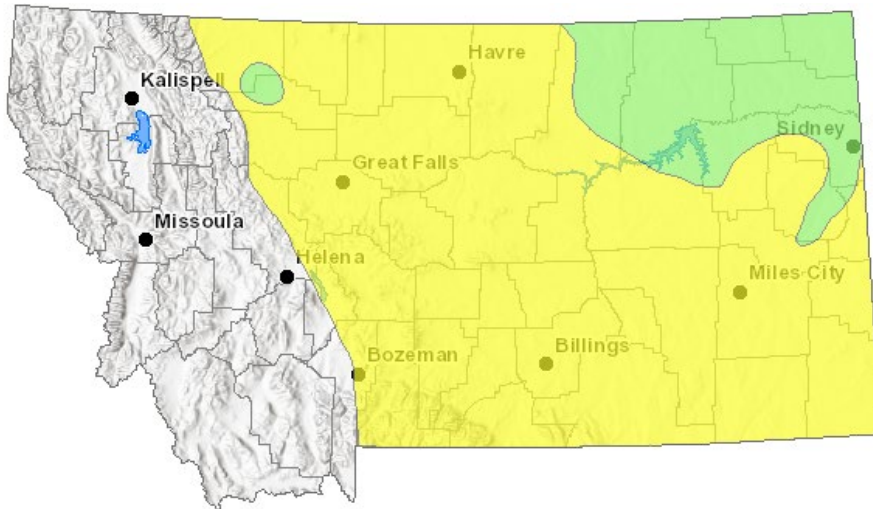 Havre
Kalispell
Sidney
Great Falls
Missoula
Helena
Miles City
Bozeman
Billings